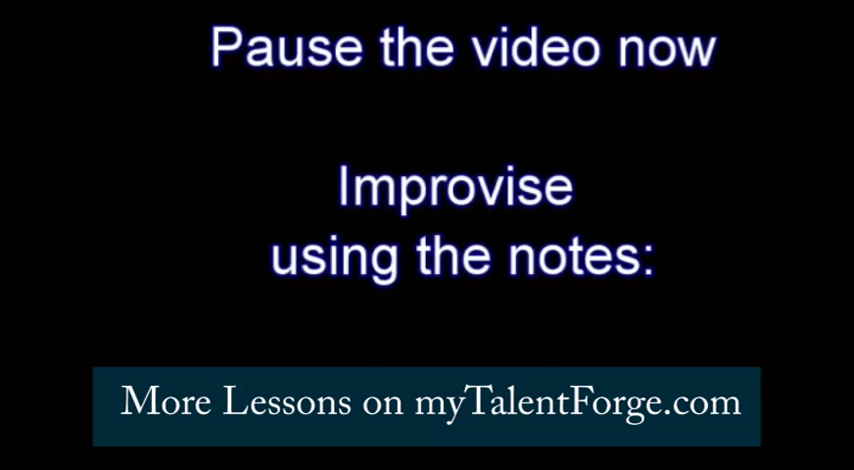 Pause the video now
Improvise
using the notes:
More Lessons on myTalentForge.com